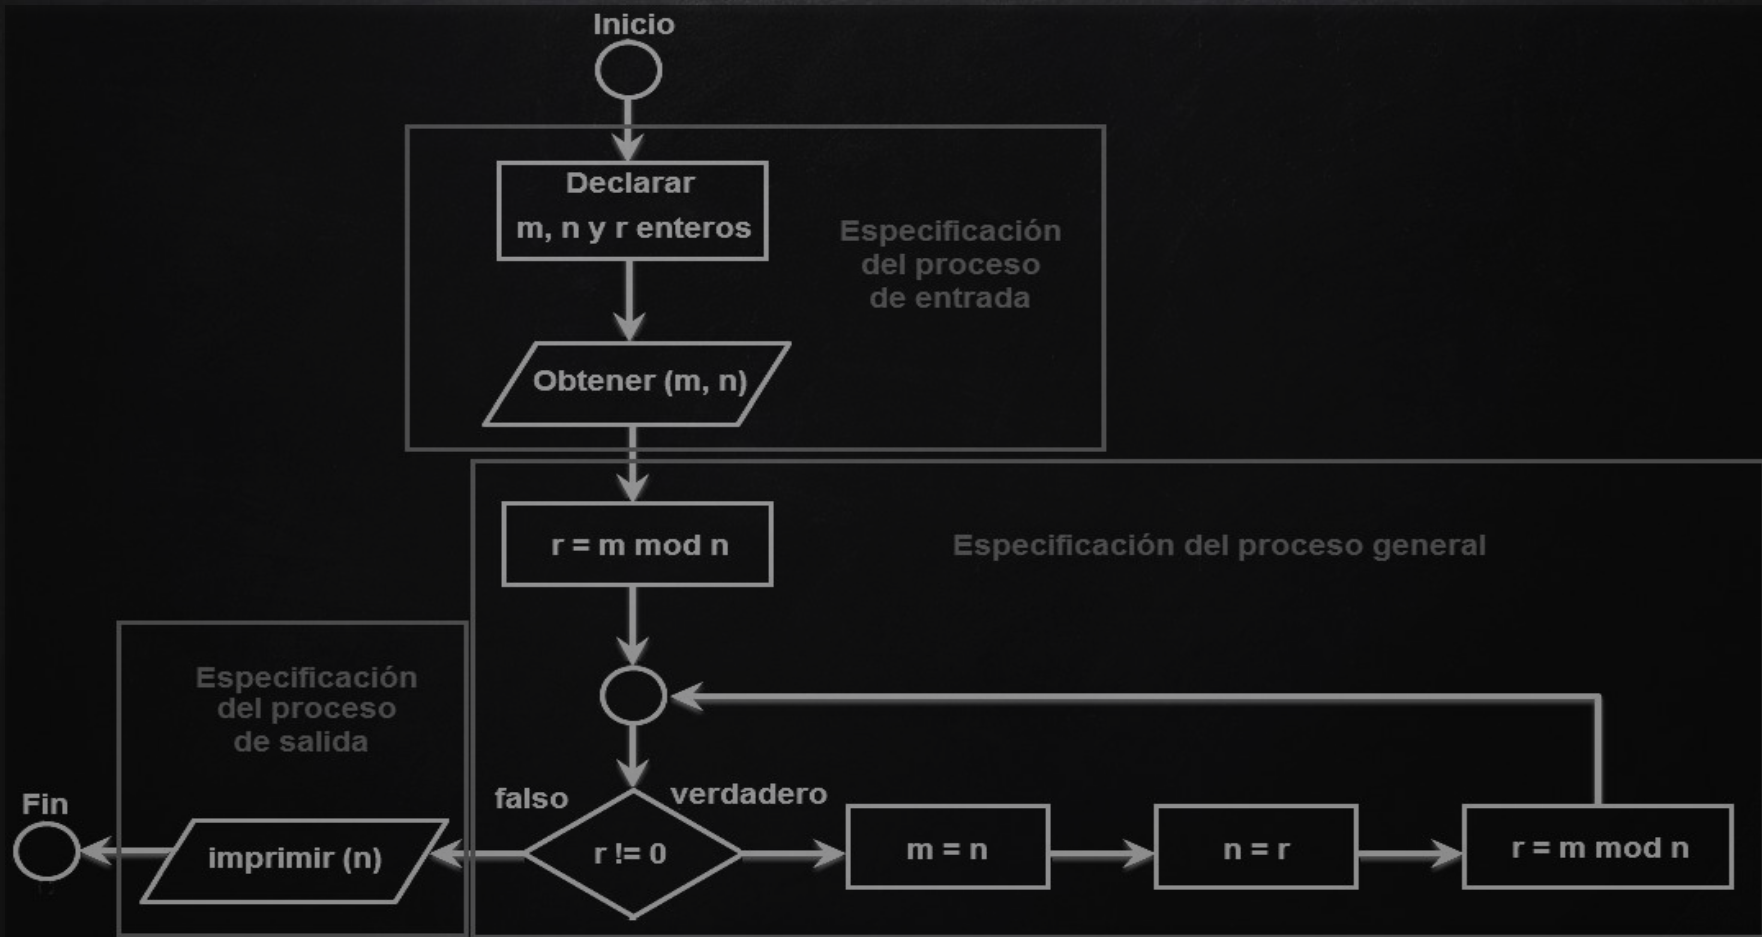 Inicio
Declarar
m, n y r enteros
Especificación
del proceso
de entrada
Obtener (m, n)
r = m mod n
Especificación del proceso general
Especificación
del proceso
de salida
Fin
falso
verdadero
imprimir (n)
r != 0
m = n
n = r
r = m mod n